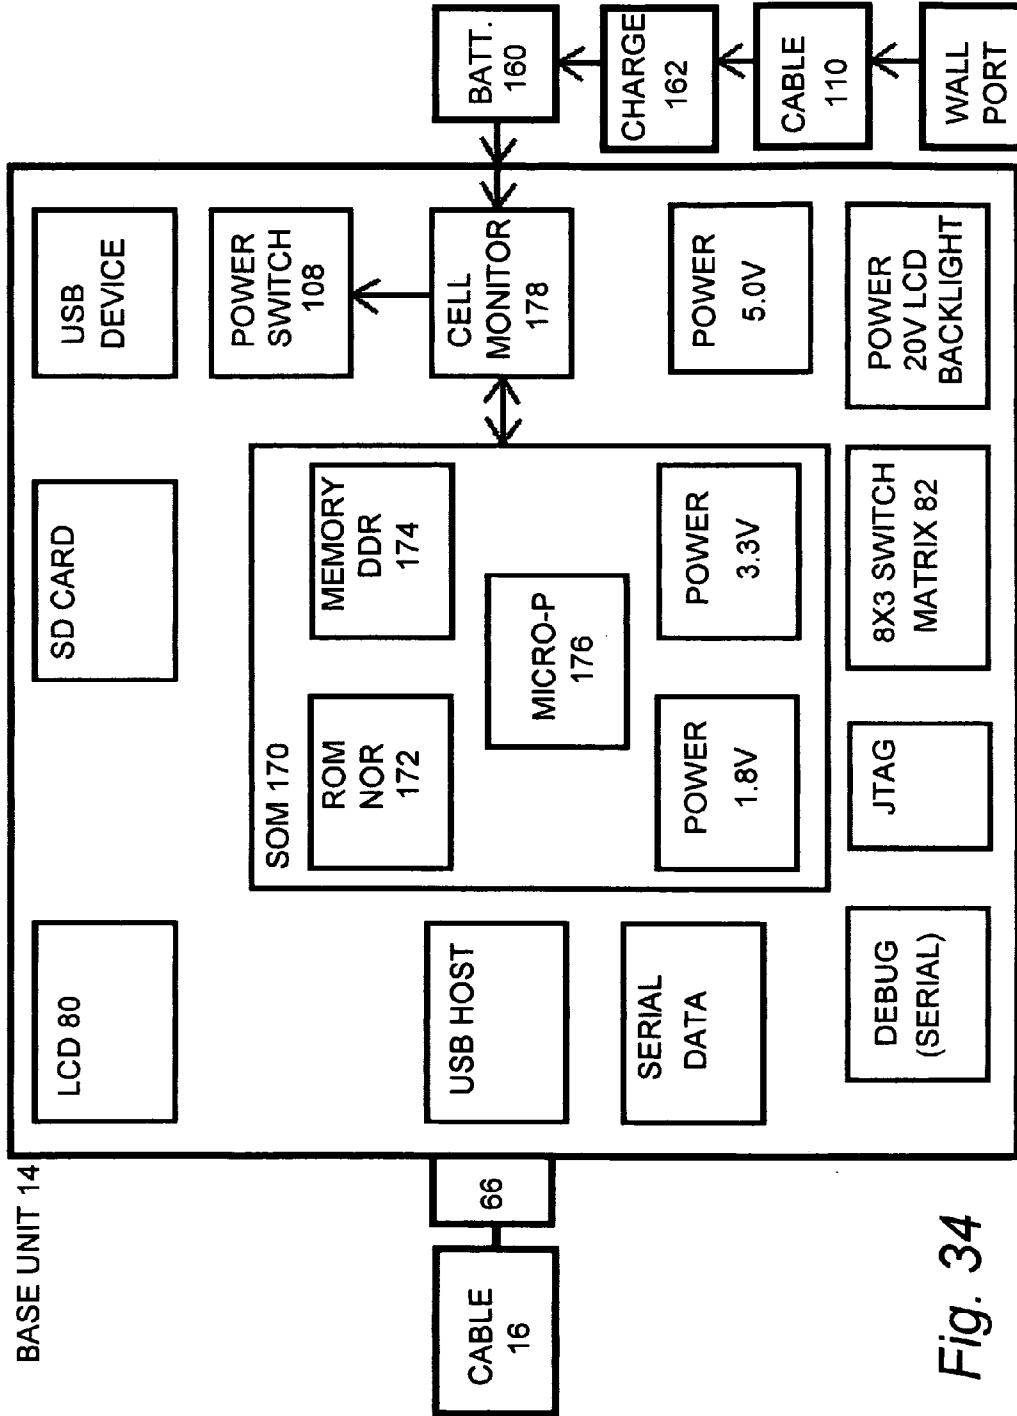 BASE UNIT 14
LCD 80
SD CARD
USB
DEVICE
POWER
SWITCH
108
SOM 170
ROM
NOR
172
MEMORY
DDR
174
CABLE
16
66
USB HOST
MICRO-P
176
CELL
MONITOR
178
BATT.
160
CHARGE
162
SERIAL
DATA
POWER
1.8V
POWER
3.3V
POWER
5.0V
CABLE
110
DEBUG
(SERIAL)
JTAG
8X3 SWITCH
MATRIX 82
POWER
20V LCD
BACKLIGHT
WALL
PORT
Fig. 34